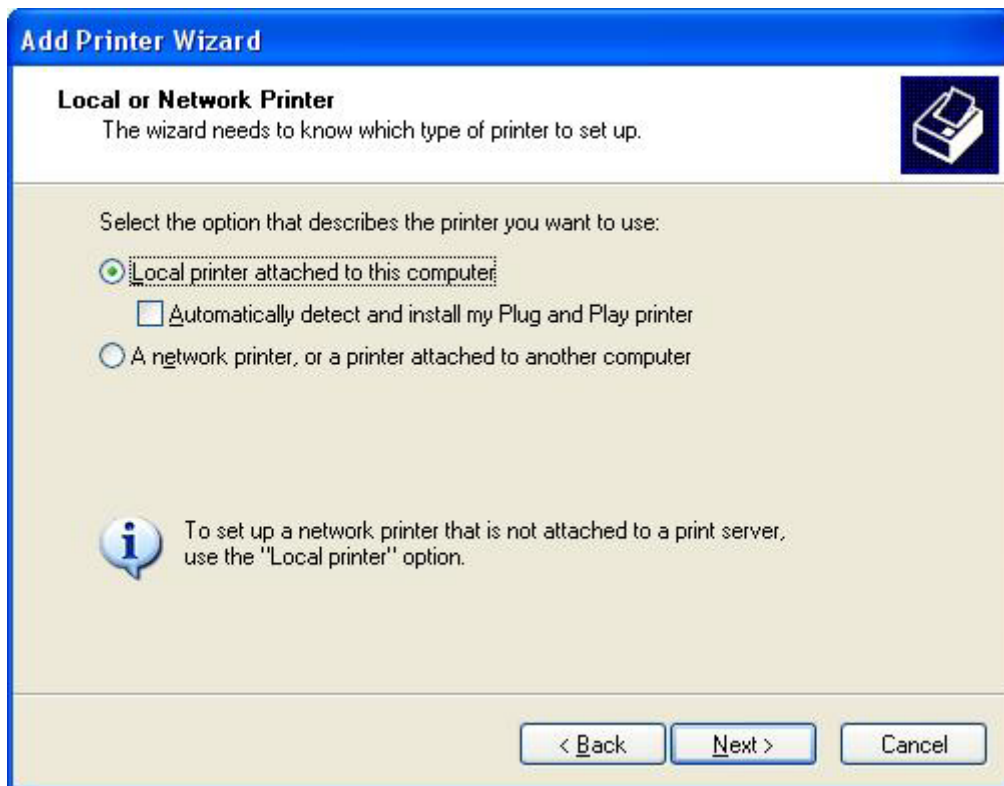 Add Printer Wizard
Local or Network Printer
The wizard needs to know which type of printer to set up.
Select the option that describes the printer you want to use:
Local printer attached to this computer
Automatically detect and install my Plug and Play printer
A network printer, or a printer attached to another computer
To set up a network printer that is not attached to a print server,
use the "Local printer" option.
< Back Next > Cancel